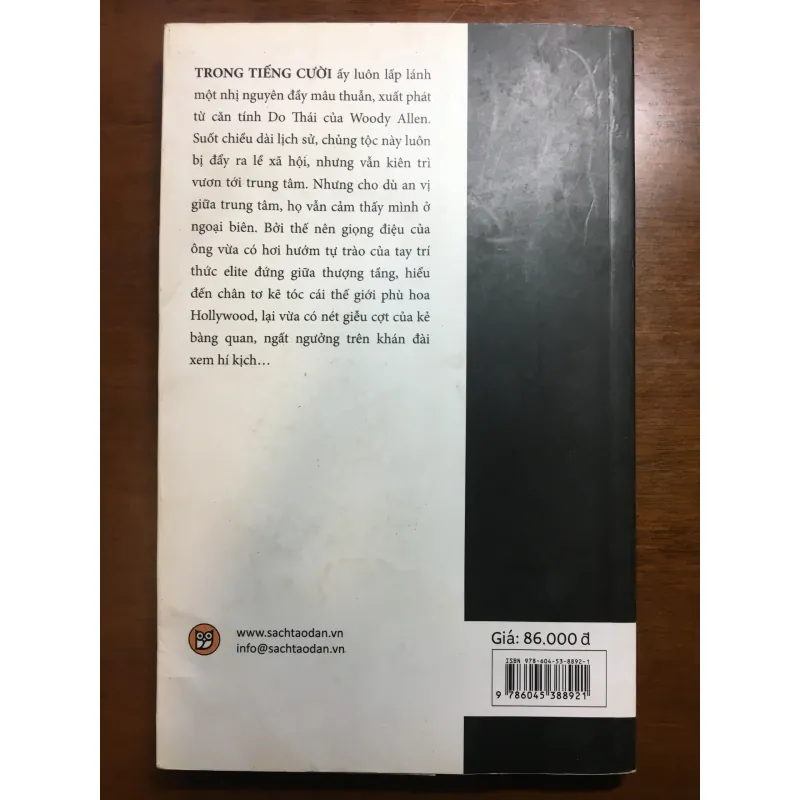 TRONG TIẾNG CƯỜI ấy luôn lấp lánh
một nhị nguyên đầy mâu thuẫn, xuất phát
từ căn tính Do Thái của Woody Allen.
Suốt chiều dài lịch sử, chủng tộc này luôn
bị đẩy ra lề xã hội, nhưng vẫn kiên trì
vươn tới trung tâm. Nhưng cho dù an vị
giữa trung tâm, họ vẫn cảm thấy mình ở
ngoại biên. Bởi thế nên giọng điệu của
ông vừa có hơi hướm tự trào của tay trí
thức elite đứng giữa thượng tầng, hiểu
đến chân tơ kẽ tóc cái thế giới phù hoa
Hollywood, lại vừa có nét giễu cợt của kẻ
bàng quan, ngất ngưởng trên khán đài
xem hí kịch…
www.sachtaodan.vn
info@sachtaodan.vn
Giá: 86.000 đ
ISBN 978-604-53-8892-1
9 786045 388921